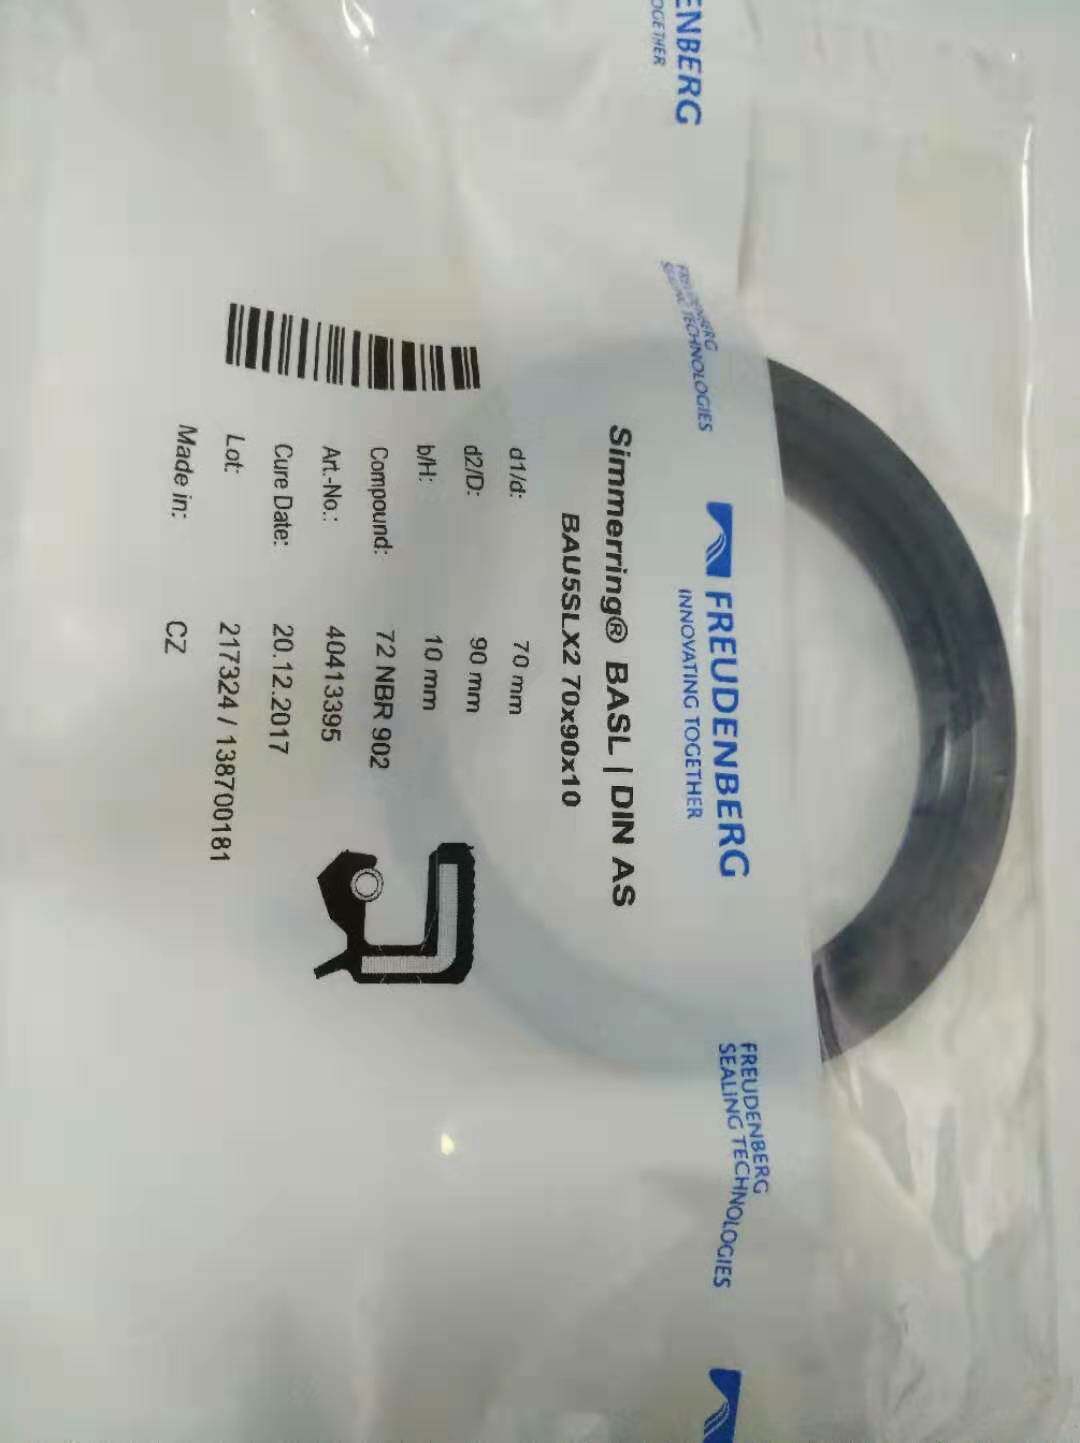 ENBERG
OGETHER
FREUDENBERG
SEALING TECHNOLOGIES
FREUDENBERG
INNOVATING TOGETHER
FREUDENBERG
SEALING TECHNOLOGIES
Simmerring® BASL | DIN AS
BAU5SLX2 70x90x10
d1/d: 70 mm
d2/D: 90 mm
b/H: 10 mm
Compound: 72 NBR 902
Art.-No.: 40413395
Cure Date: 20.12.2017
Lot: 217324 / 138700181
Made in: CZ